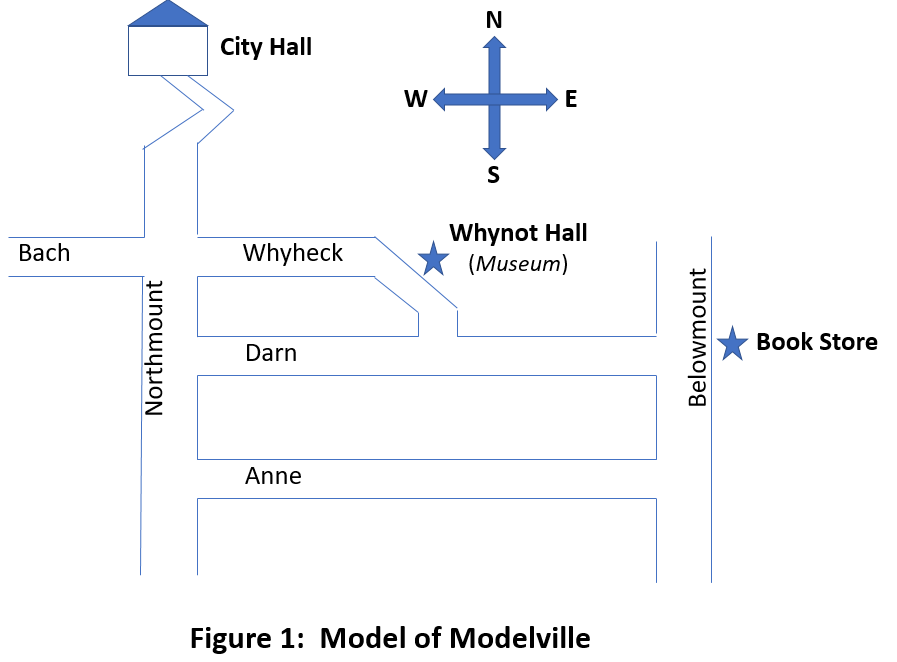 N
City Hall
W
E
S
Whynot Hall
(Museum)
Bach
Whyheck
Northmount
Belowmount
Book Store
Darn
Anne
Figure 1:  Model of Modelville